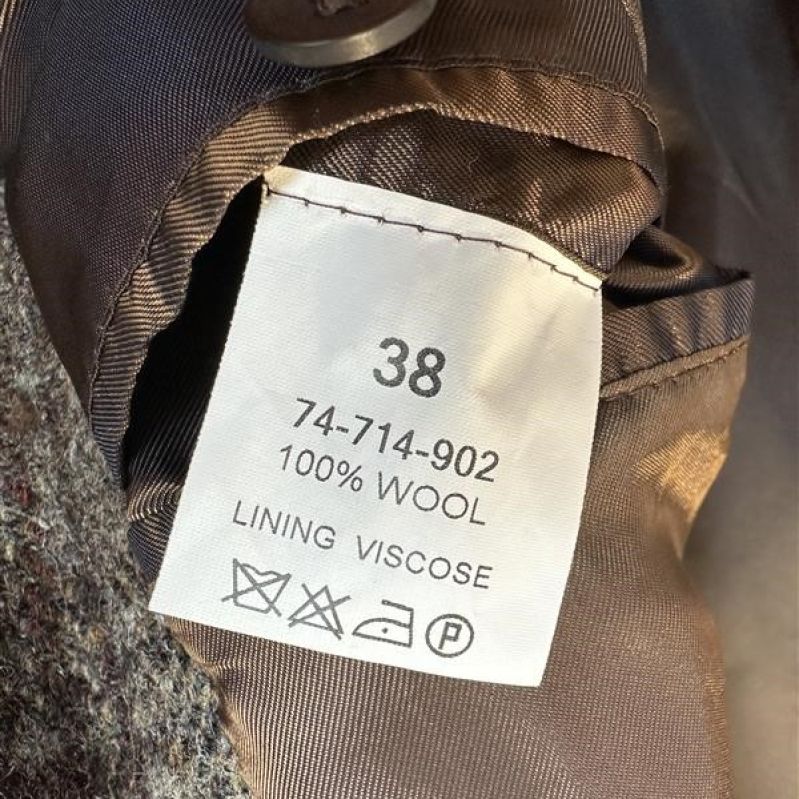 38
74-714-902
100% WOOL
LINING VISCOSE
P